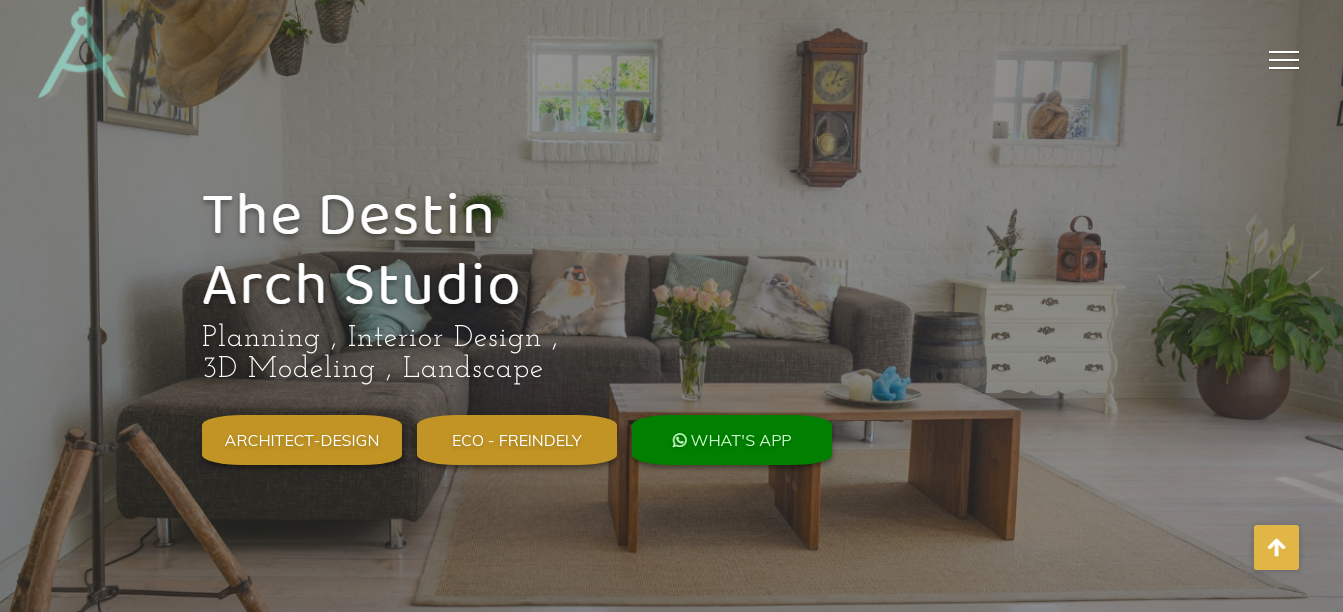 The Destin
Arch Studio
Planning , Interior Design ,
3D Modeling , Landscape
ARCHITECT-DESIGN
ECO - FREINDELY
WHAT'S APP